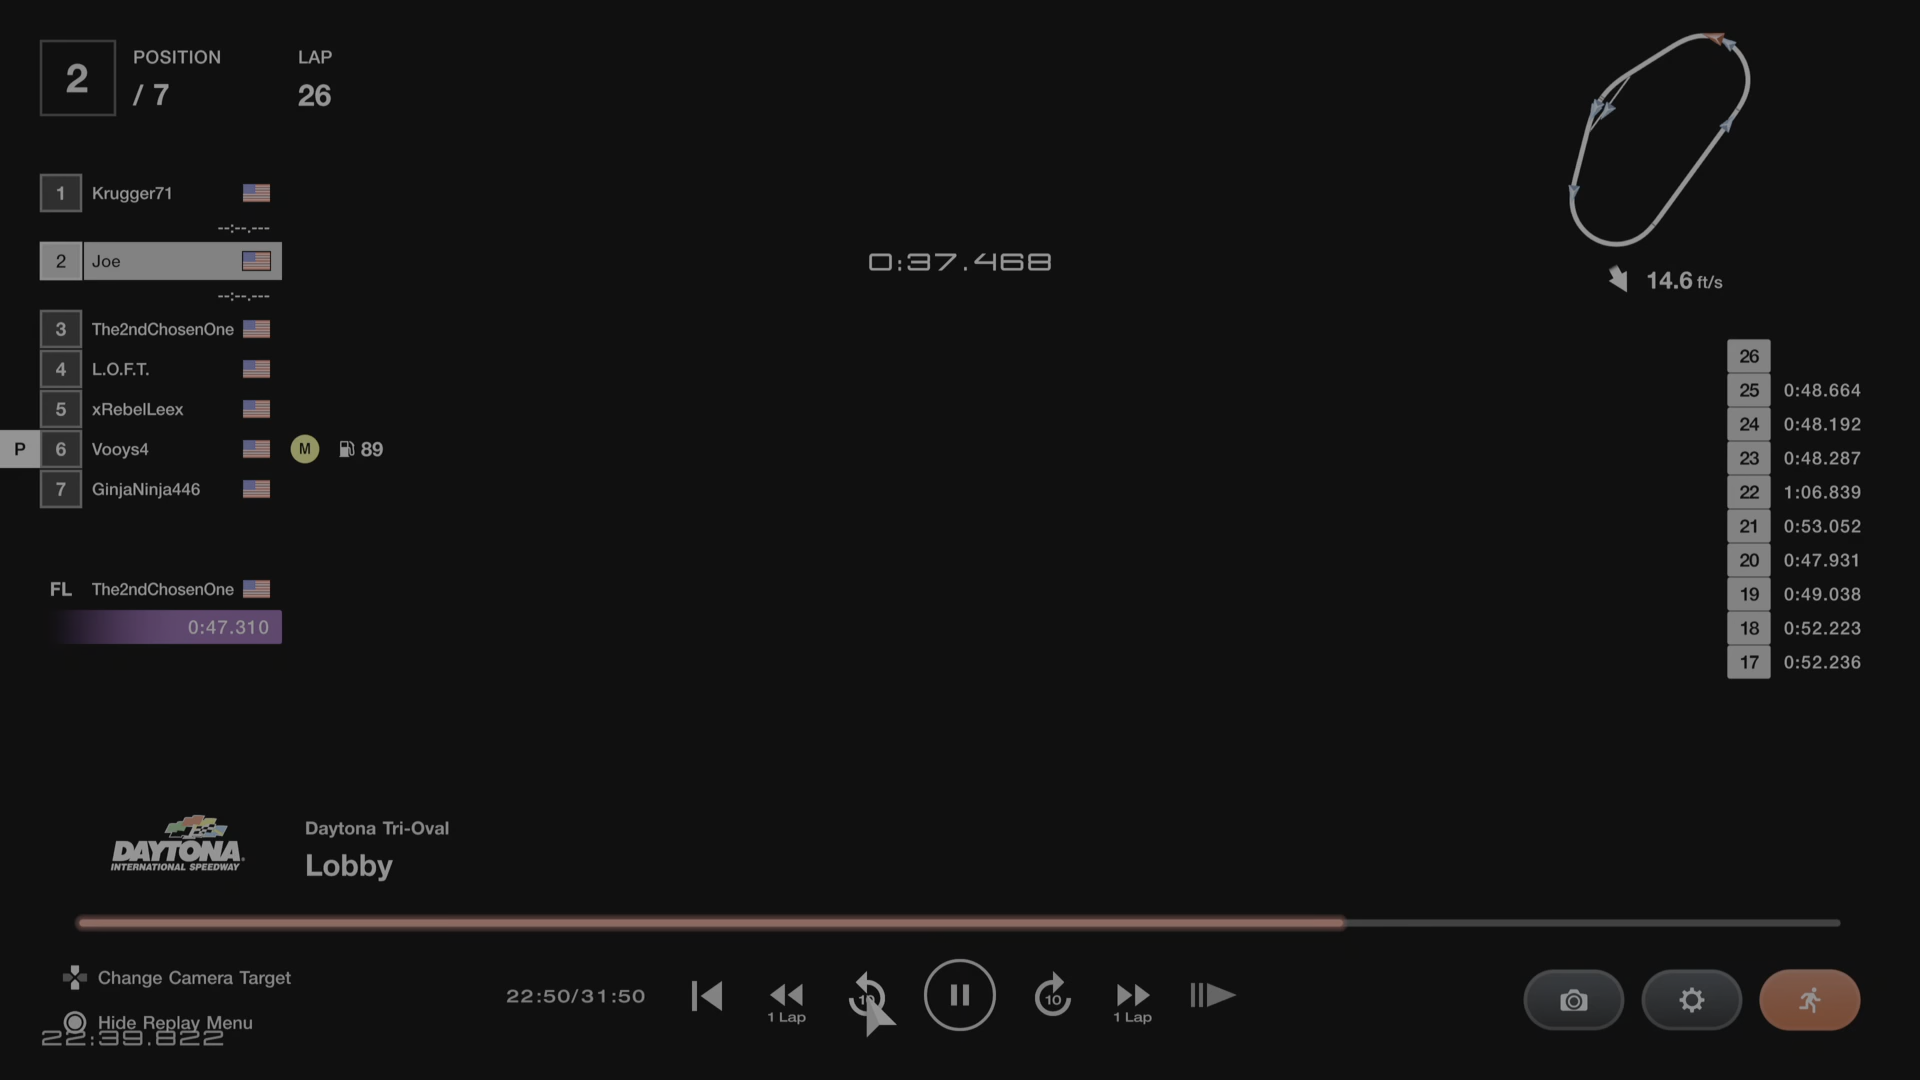 2
POSITION
/ 7
LAP
26
1 Krugger71
--:--.---
2 Joe
--:--.---
3 The2ndChosenOne
4 L.O.F.T.
5 xRebelLeex
P 6 Vooys4 M 89
7 GinjaNinja446
FL The2ndChosenOne
0:47.310
0:37.468
14.6 ft/s
26
25 0:48.664
24 0:48.192
23 0:48.287
22 1:06.839
21 0:53.052
20 0:47.931
19 0:49.038
18 0:52.223
17 0:52.236
DAYTONA
INTERNATIONAL SPEEDWAY
Daytona Tri-Oval
Lobby
Change Camera Target
Hide Replay Menu
22:39.822
22:50/31:50
1 Lap
10
10
1 Lap